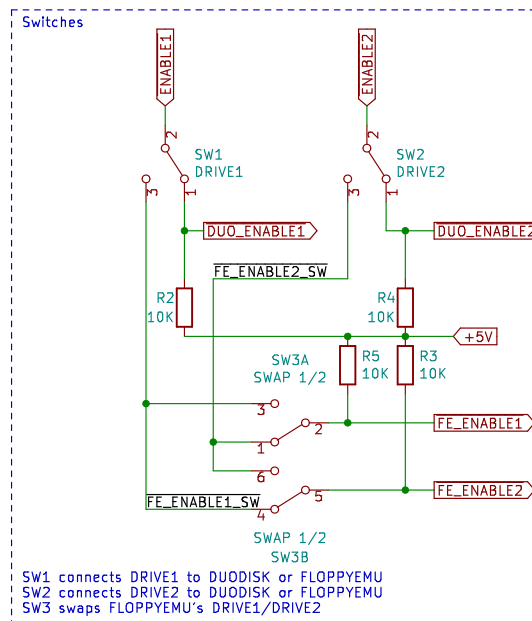 Switches
ENABLE1
ENABLE2
2
2
SW1
DRIVE1
SW2
DRIVE2
3
1
3
1
DUO_ENABLE1
DUO_ENABLE2
FE_ENABLE2_SW
R2
10K
R4
10K
+5V
SW3A
SWAP 1/2
R5
10K
R3
10K
3
2
FE_ENABLE1
1
6
5
FE_ENABLE2
FE_ENABLE1_SW
4
SWAP 1/2
SW3B
SW1 connects DRIVE1 to DUODISK or FLOPPYEMU
SW2 connects DRIVE2 to DUODISK or FLOPPYEMU
SW3 swaps FLOPPYEMU's DRIVE1/DRIVE2